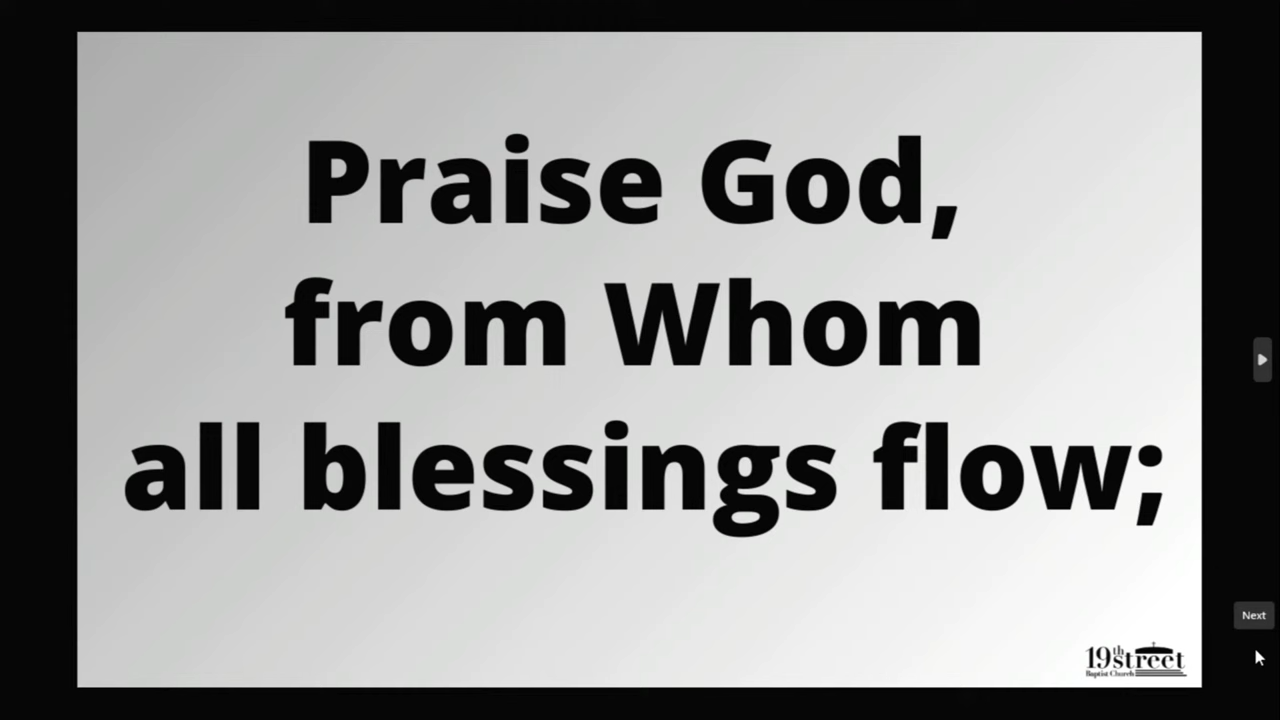 Praise God,
from Whom
all blessings flow;
Next
19th street
Baptist Church